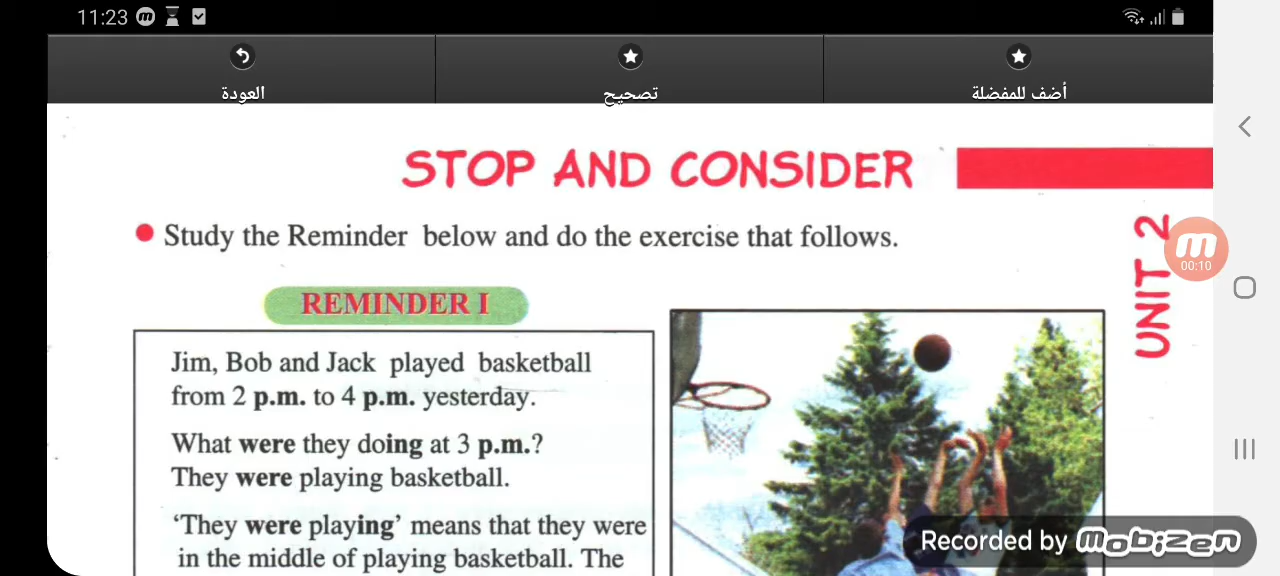 11:23
العودة
تصحيح
أضف للمفضلة
STOP AND CONSIDER
Study the Reminder below and do the exercise that follows.
UNIT 2
00:10
REMINDER I
Jim, Bob and Jack played basketball
from 2 p.m. to 4 p.m. yesterday.
What were they doing at 3 p.m.?
They were playing basketball.
‘They were playing’ means that they were
in the middle of playing basketball. The
Recorded by mobizen